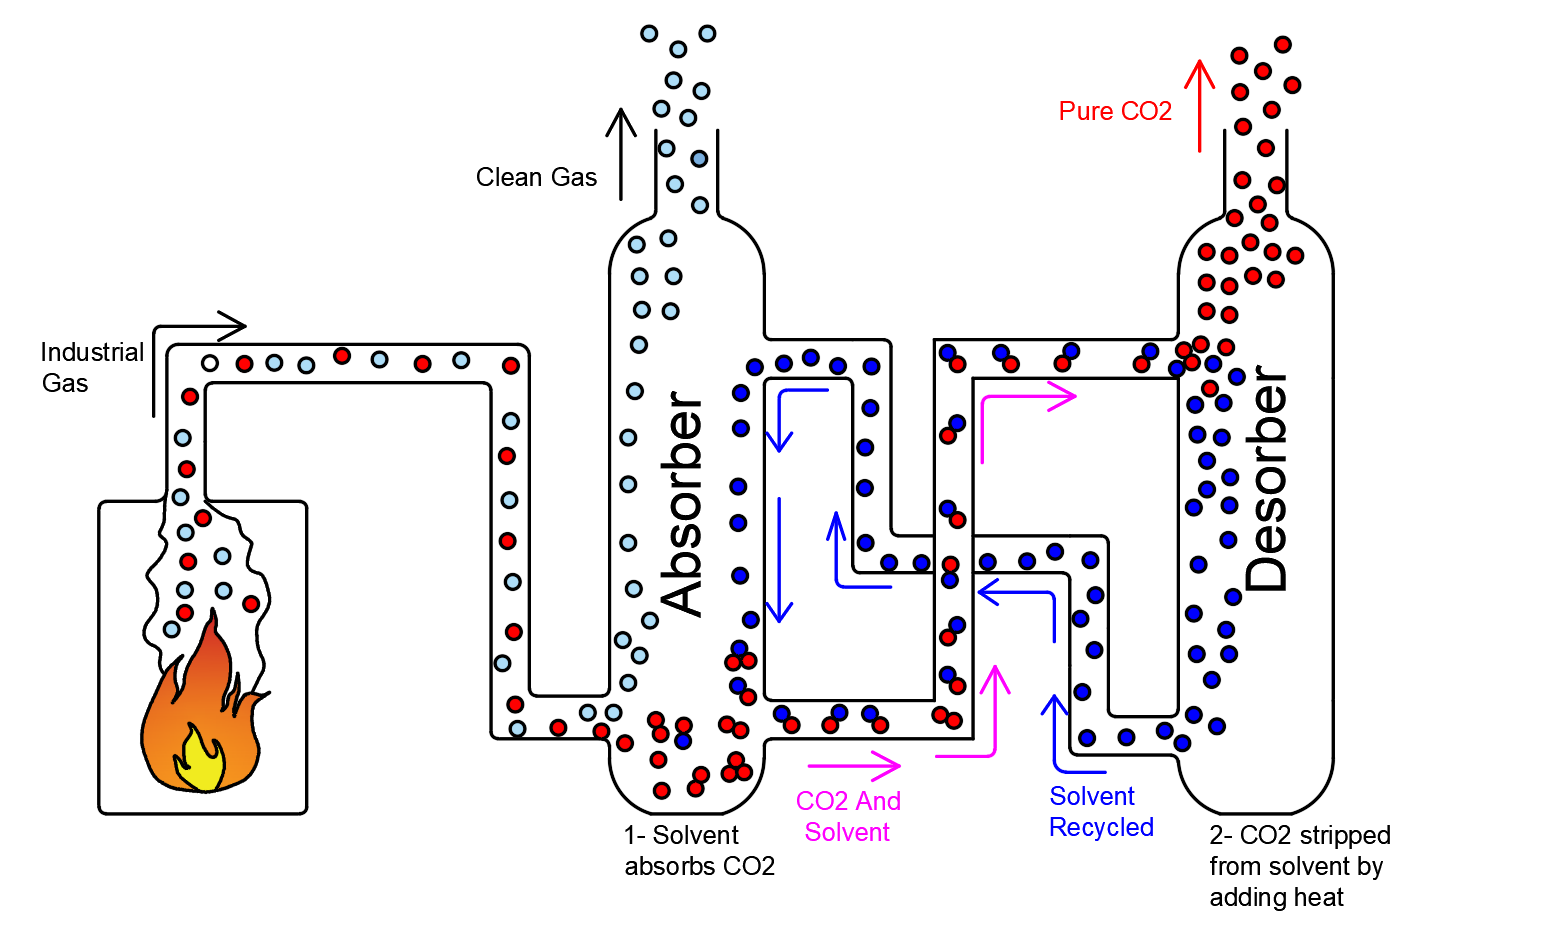 Pure CO2
Clean Gas
Industrial
Gas
Absorber
Desorber
CO2 And
Solvent
Solvent
Recycled
1- Solvent
absorbs CO2
2- CO2 stripped
from solvent by
adding heat